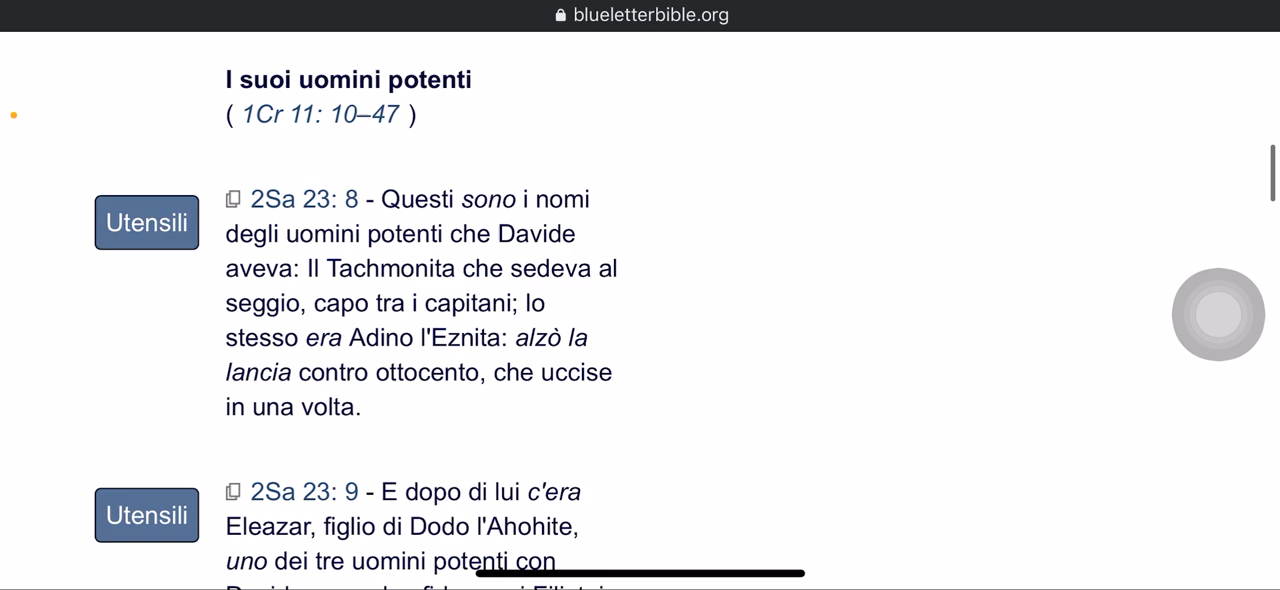 blueletterbible.org
I suoi uomini potenti
( 1Cr 11: 10–47 )
Utensili
2Sa 23: 8 - Questi sono i nomi
degli uomini potenti che Davide
aveva: Il Tachmonita che sedeva al
seggio, capo tra i capitani; lo
stesso era Adino l'Eznita: alzò la
lancia contro ottocento, che uccise
in una volta.
Utensili
2Sa 23: 9 - E dopo di lui c'era
Eleazar, figlio di Dodo l'Ahohite,
uno dei tre uomini potenti con